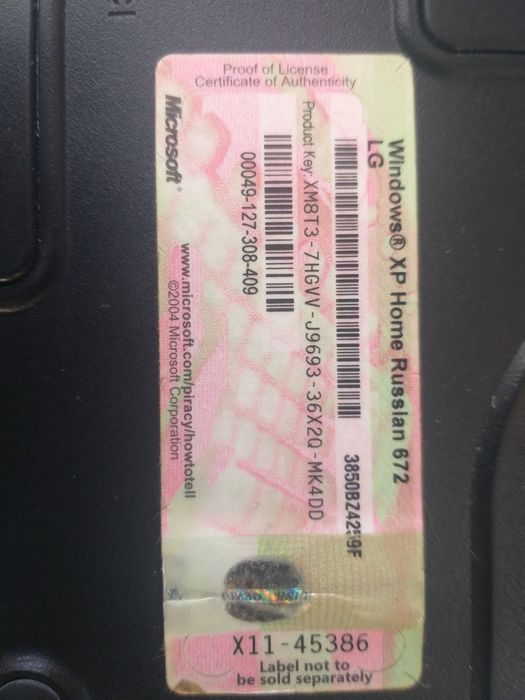 Proof of License
Certificate of Authenticity
Windows® XP Home Russian 672
LG
Product Key: XM8T3-7HGVV-J9693-36X2Q-MK4DD
00049-127-308-409
Microsoft®
www.microsoft.com/piracy/howtotell
©2004 Microsoft Corporation
X11-45386
Label not to
be sold separately